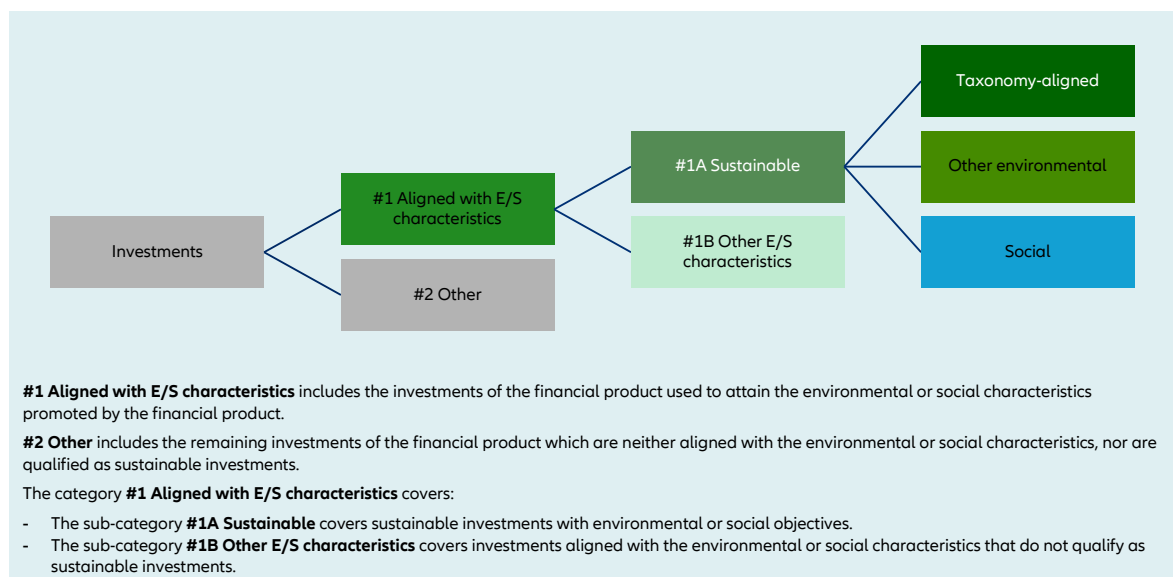 Taxonomy-aligned
#1A Sustainable
Other environmental
#1 Aligned with E/S
characteristics
Investments
#1B Other E/S
characteristics
Social
#2 Other
#1 Aligned with E/S characteristics includes the investments of the financial product used to attain the environmental or social characteristics
promoted by the financial product.
#2 Other includes the remaining investments of the financial product which are neither aligned with the environmental or social characteristics, nor are
qualified as sustainable investments.
The category #1 Aligned with E/S characteristics covers:
- The sub-category #1A Sustainable covers sustainable investments with environmental or social objectives.
- The sub-category #1B Other E/S characteristics covers investments aligned with the environmental or social characteristics that do not qualify as
sustainable investments.